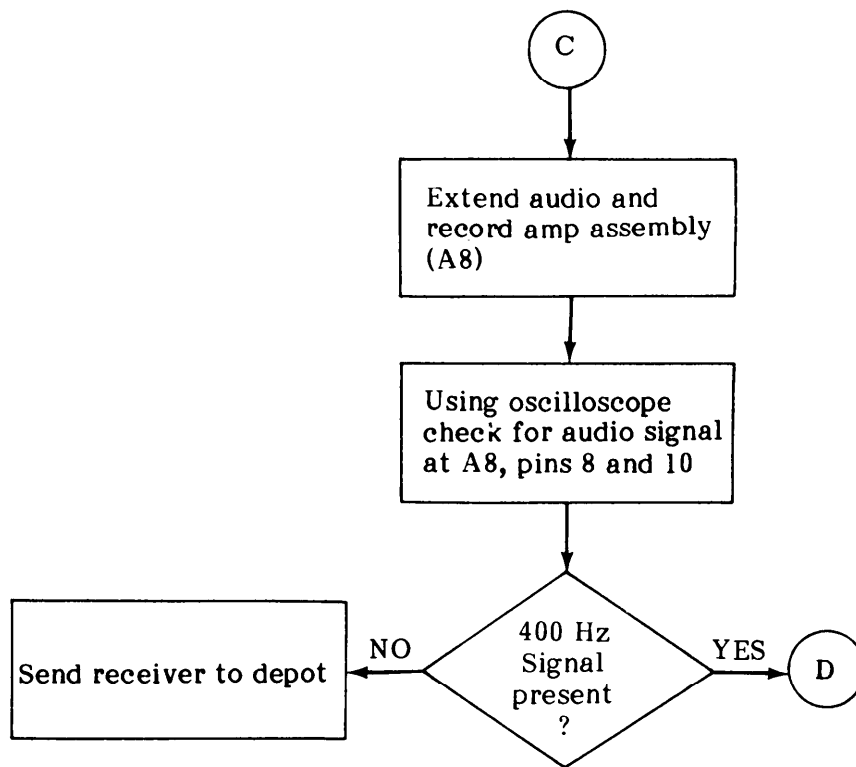 C
Extend audio and
record amp assembly
(A8)
Using oscilloscope
check for audio signal
at A8, pins 8 and 10
400 Hz
Signal
present
?
NO
YES
Send receiver to depot
D